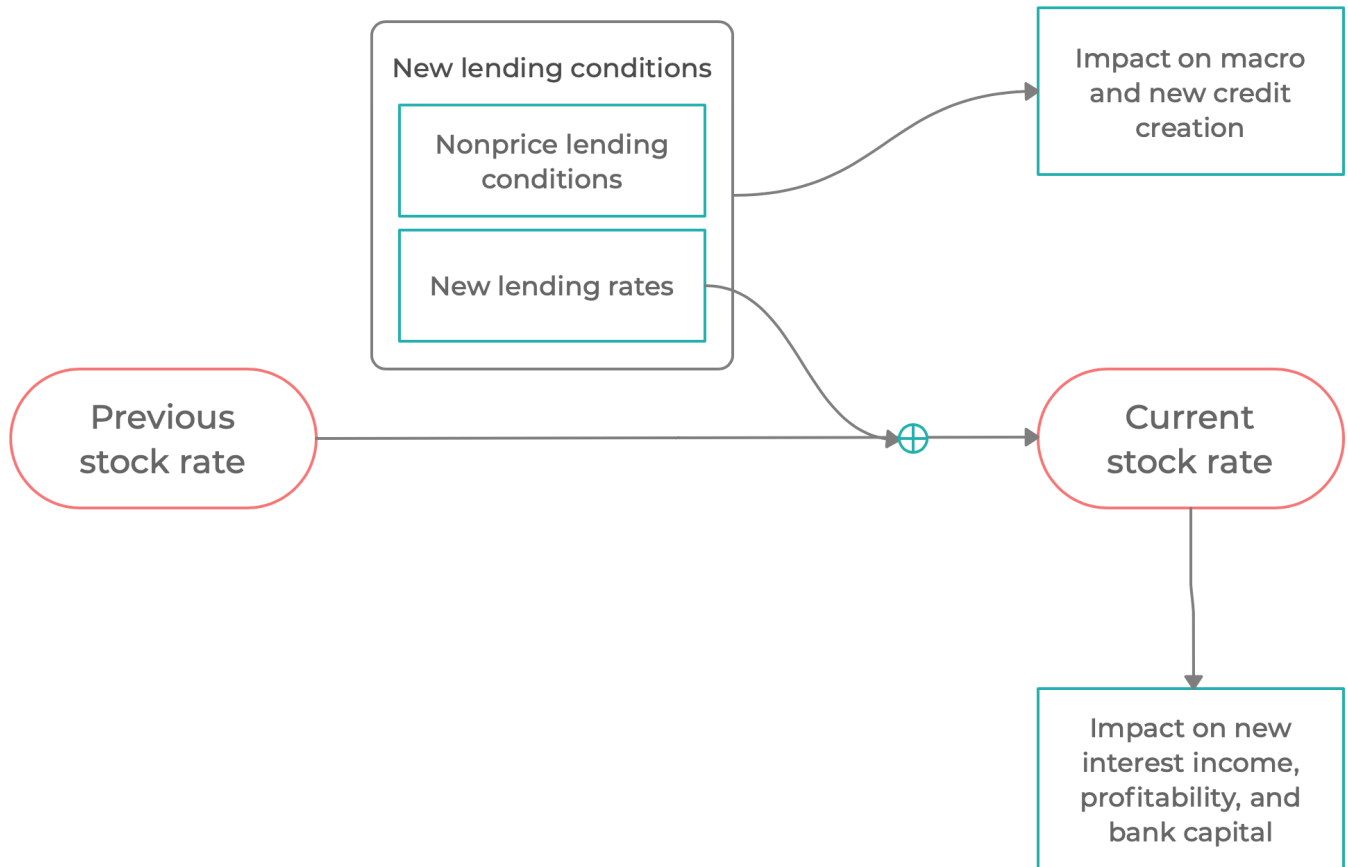 New lending conditions
Nonprice lending
conditions
New lending rates
Impact on macro
and new credit
creation
Previous
stock rate
Current
stock rate
Impact on new
interest income,
profitability, and
bank capital